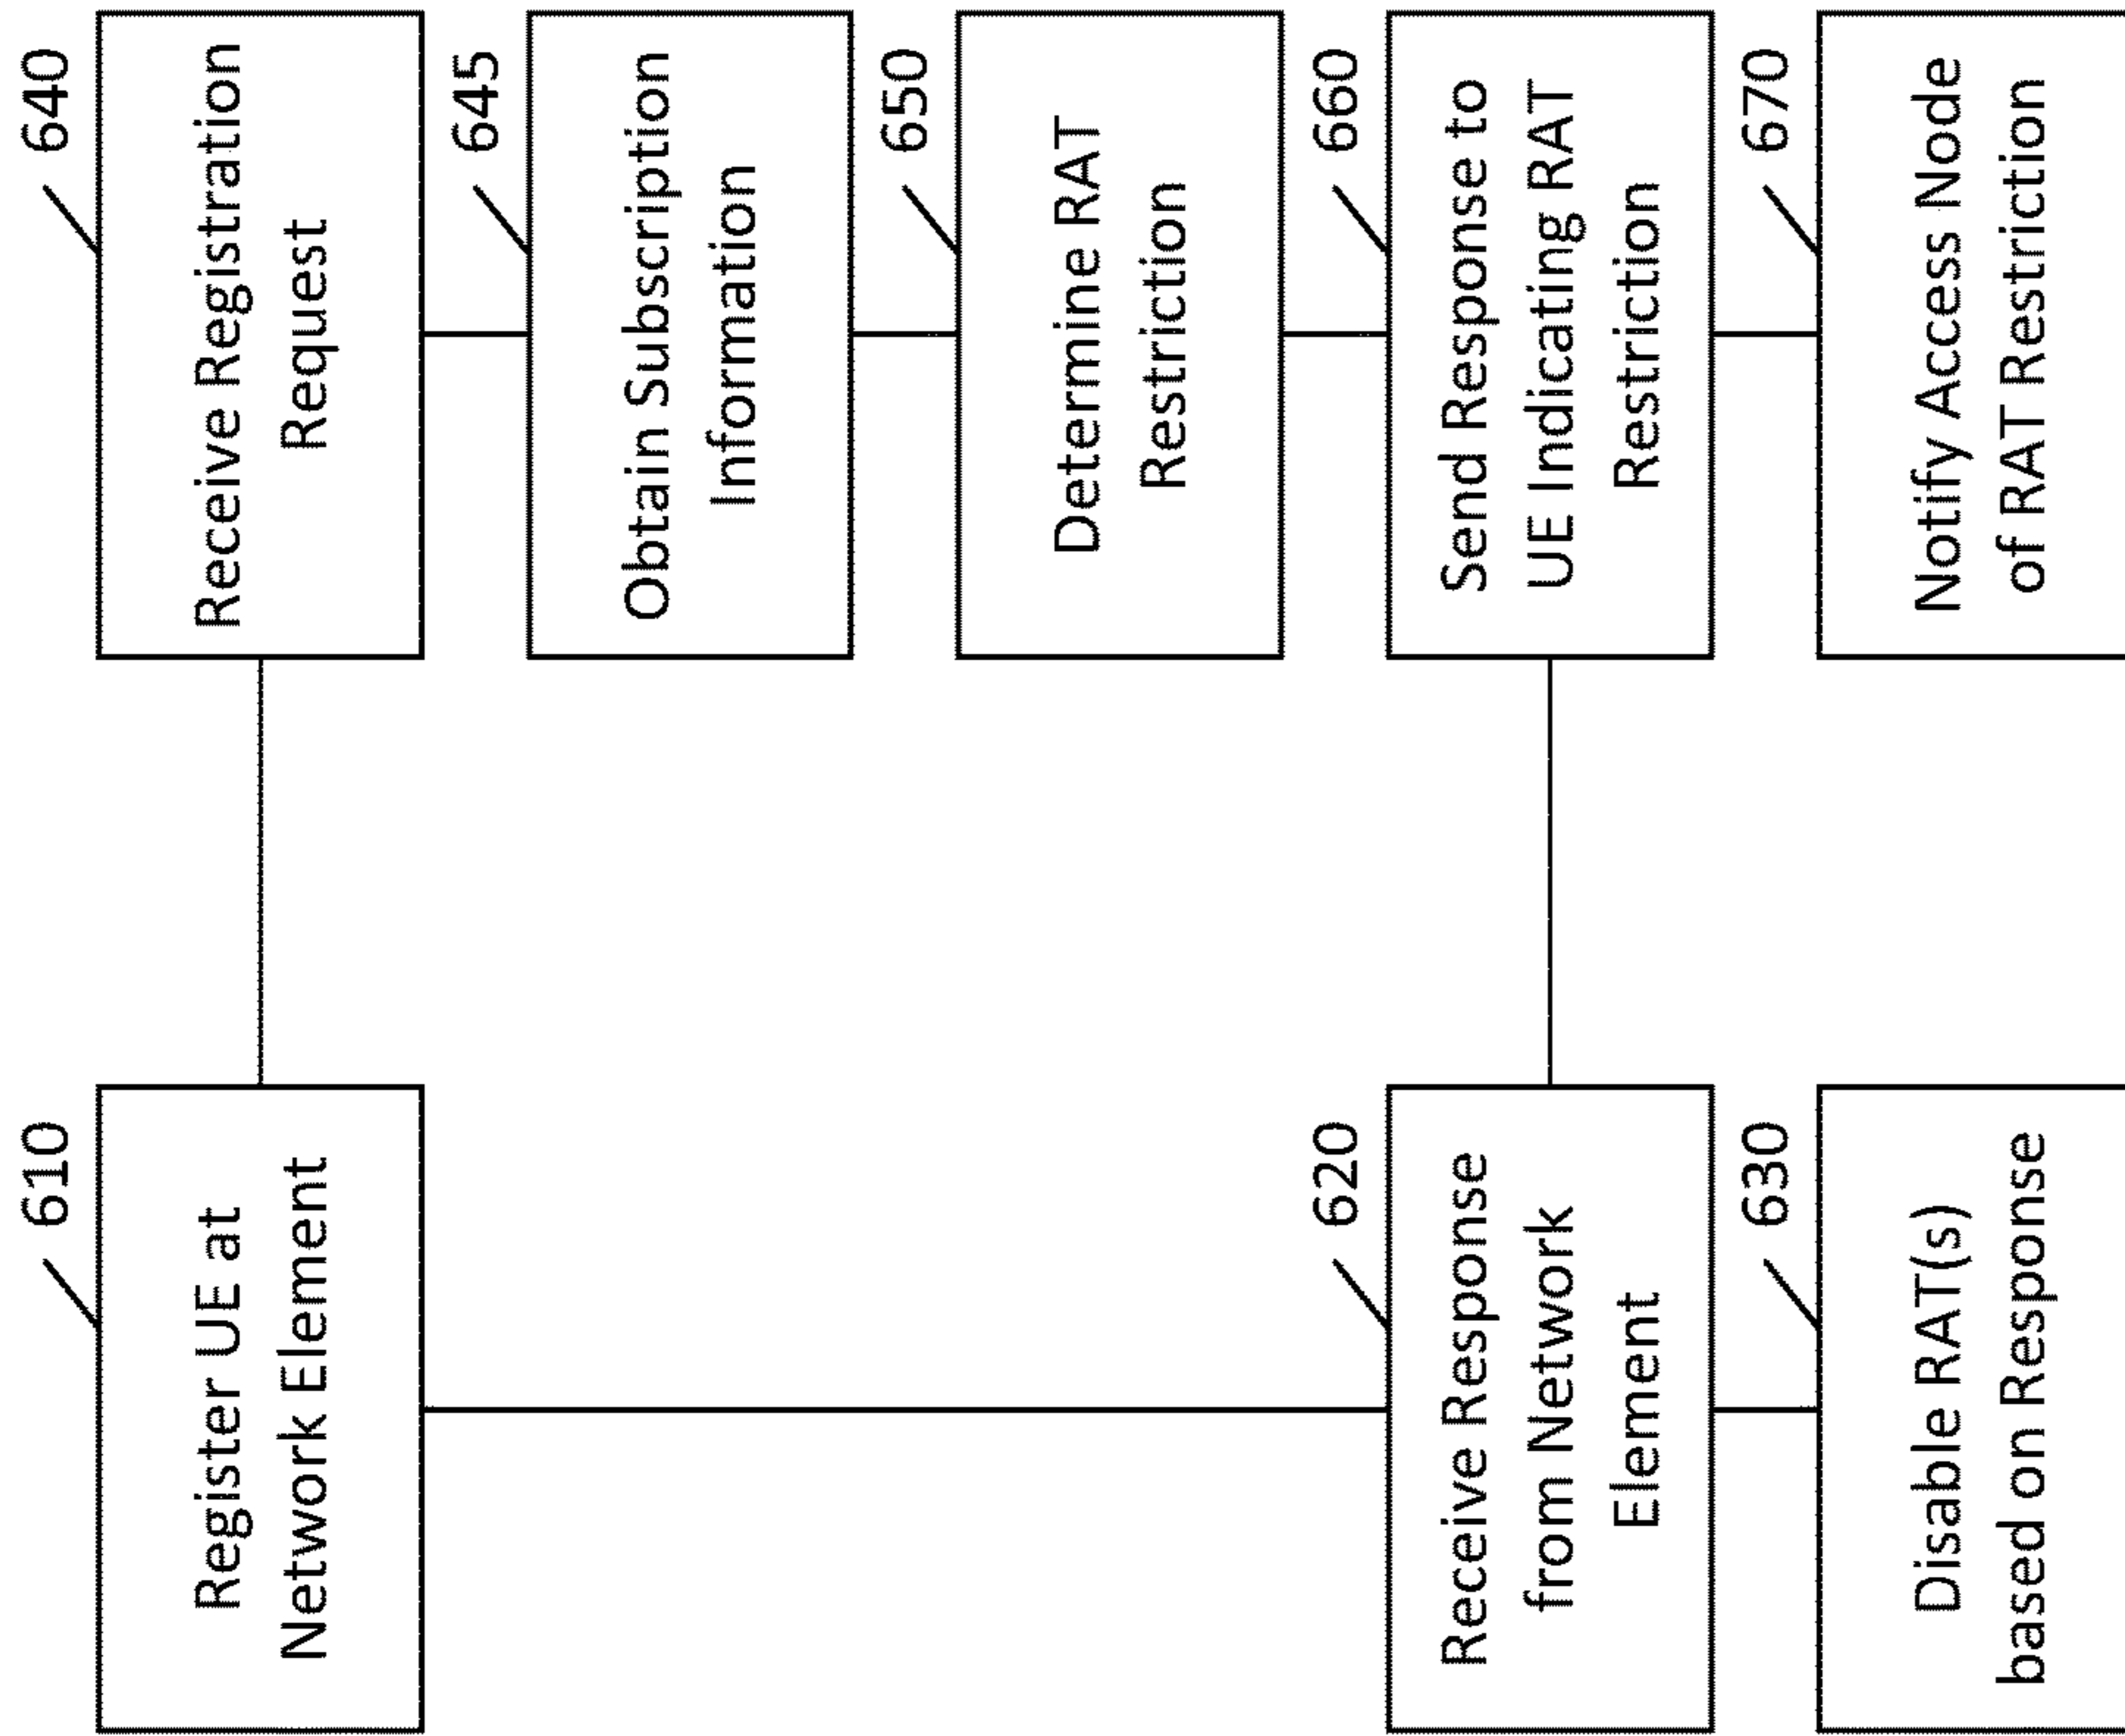 610
Register UE at
Network Element
620
Receive Response
from Network
Element
630
Disable RAT(s)
based on Response
640
Receive Registration
Request
645
Obtain Subscription
Information
650
Determine RAT
Restriction
660
Send Response to
UE Indicating RAT
Restriction
670
Notify Access Node
of RAT Restriction